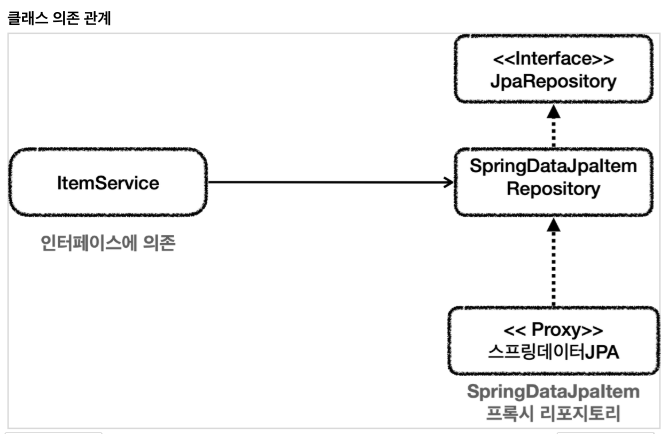 클래스 의존 관계
<<Interface>>
JpaRepository
ItemService
SpringDataJpaItem
Repository
인터페이스에 의존
<< Proxy>>
스프링데이터JPA
SpringDataJpaItem
프록시 리포지토리